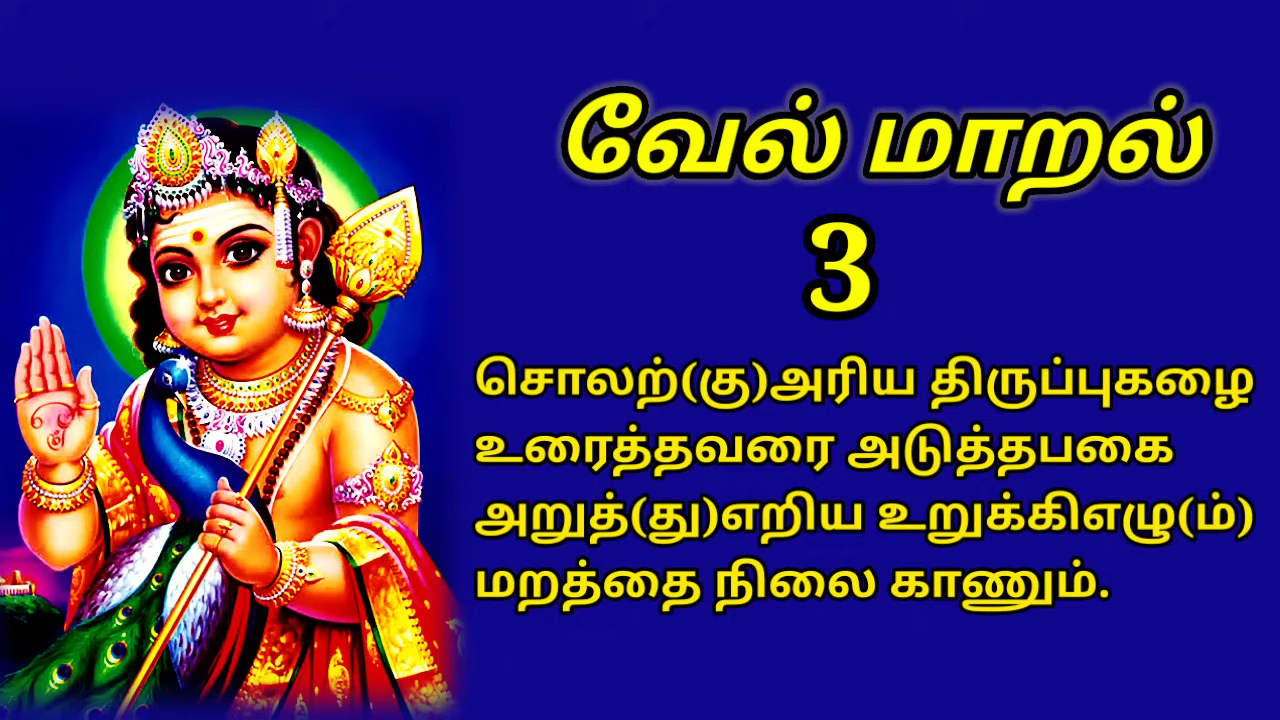 வேல் மாறல்
3
சொலற்(கு)அரிய திருப்புகழை
உரைத்தவரை அடுத்தபகை
அறுத்(து)எறிய உறுக்கிஎழு(ம்)
மறத்தை நிலை காணும்.